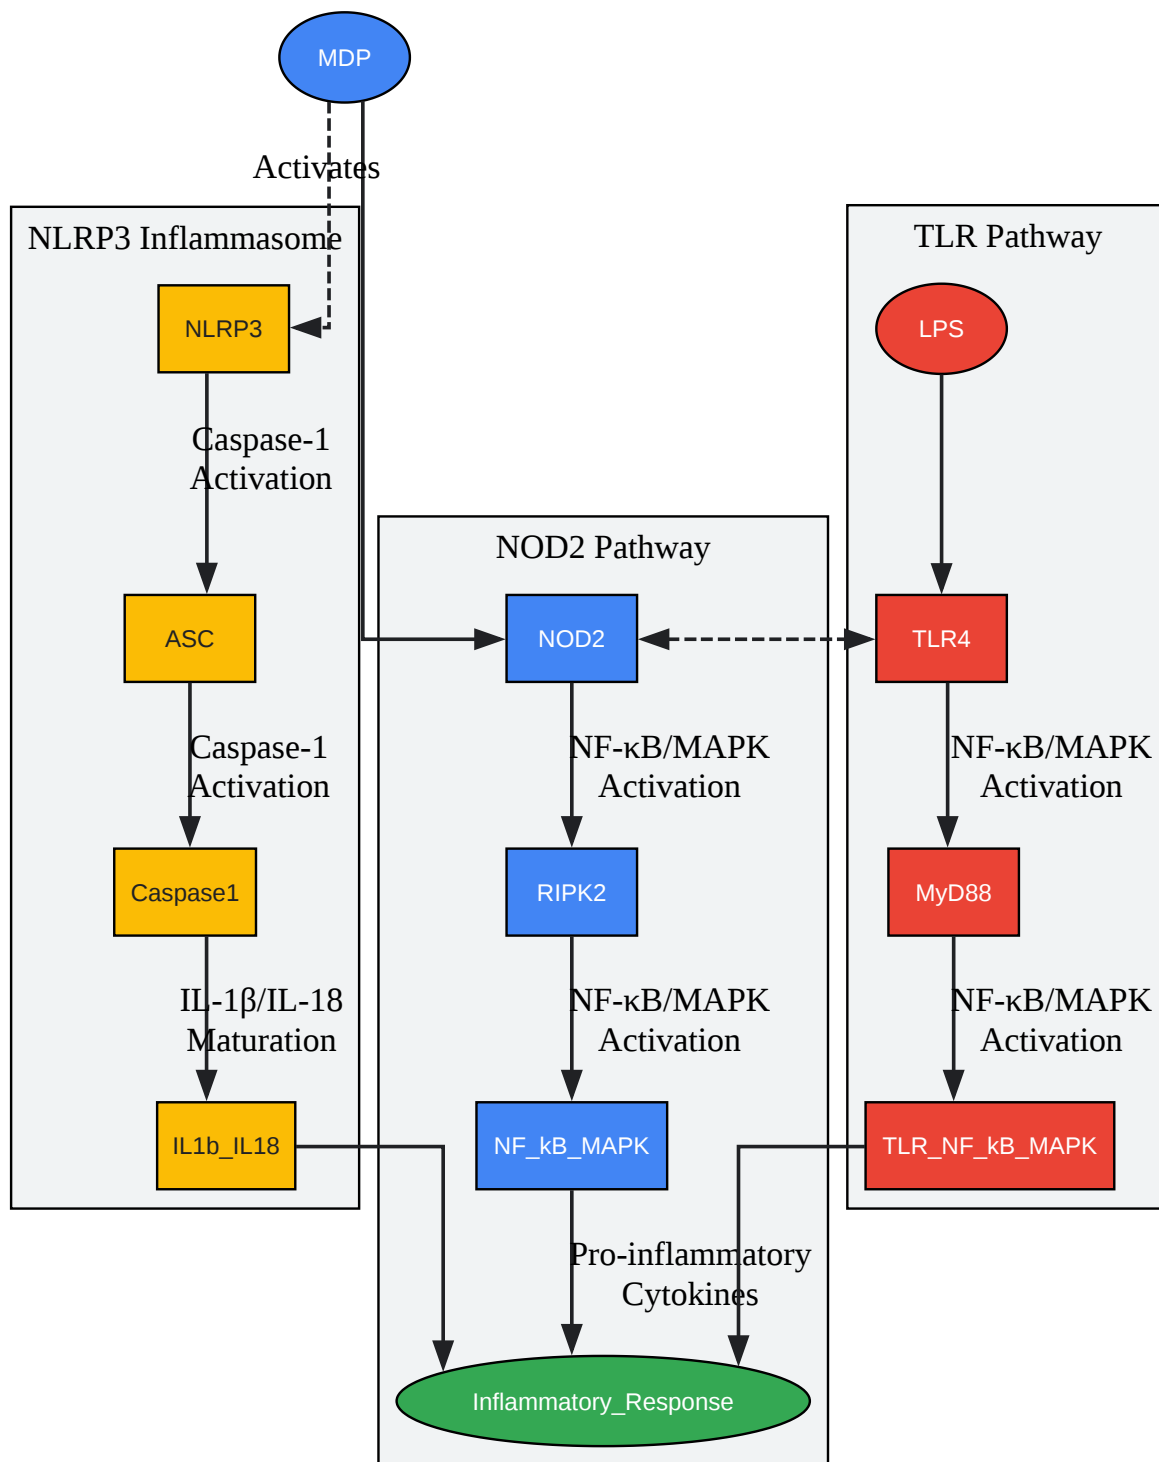 MDP
Activates
NLRP3 Inflammasome
TLR Pathway
NLRP3
LPS
Caspase-1
Activation
NOD2 Pathway
ASC
NOD2
TLR4
Caspase-1
Activation
NF-κB/MAPK
Activation
NF-κB/MAPK
Activation
Caspase1
RIPK2
MyD88
IL-1β/IL-18
Maturation
NF-κB/MAPK
Activation
NF-κB/MAPK
Activation
IL1b_IL18
NF_kB_MAPK
TLR_NF_kB_MAPK
Pro-inflammatory
Cytokines
Inflammatory_Response